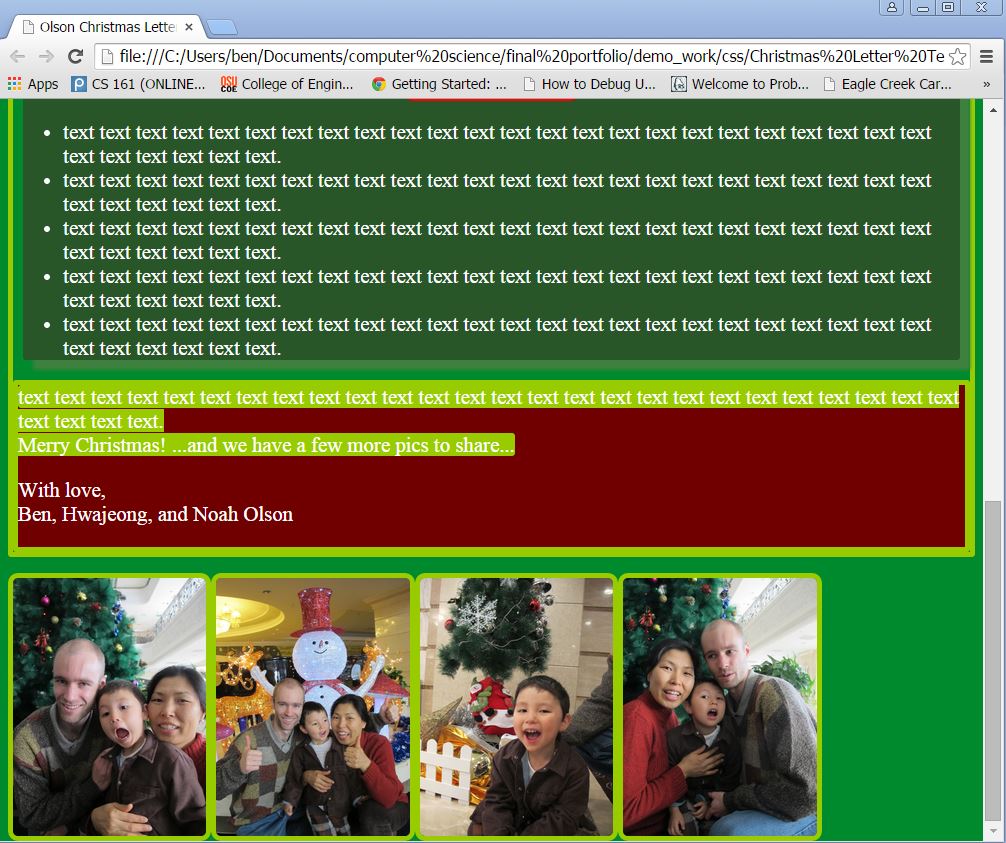 Olson Christmas Lette
file:///C:/Users/ben/Documents/computer%20science/final%20portfolio/demo_work/css/Christmas%20Letter%20Te
Apps CS 161 (ONLINE... OSU COE College of Engin... Getting Started: ... How to Debug U... Welcome to Prob... Eagle Creek Car... »
• text text text text text text text text text text text text text text text text text text text text text text text text
text text text text text text.
• text text text text text text text text text text text text text text text text text text text text text text text text
text text text text text text.
• text text text text text text text text text text text text text text text text text text text text text text text text
text text text text text text.
• text text text text text text text text text text text text text text text text text text text text text text text text
text text text text text text.
• text text text text text text text text text text text text text text text text text text text text text text text text
text text text text text text.
text text text text text text text text text text text text text text text text text text text text text text text text text text
text text text text.
Merry Christmas! ...and we have a few more pics to share...
With love,
Ben, Hwajeong, and Noah Olson